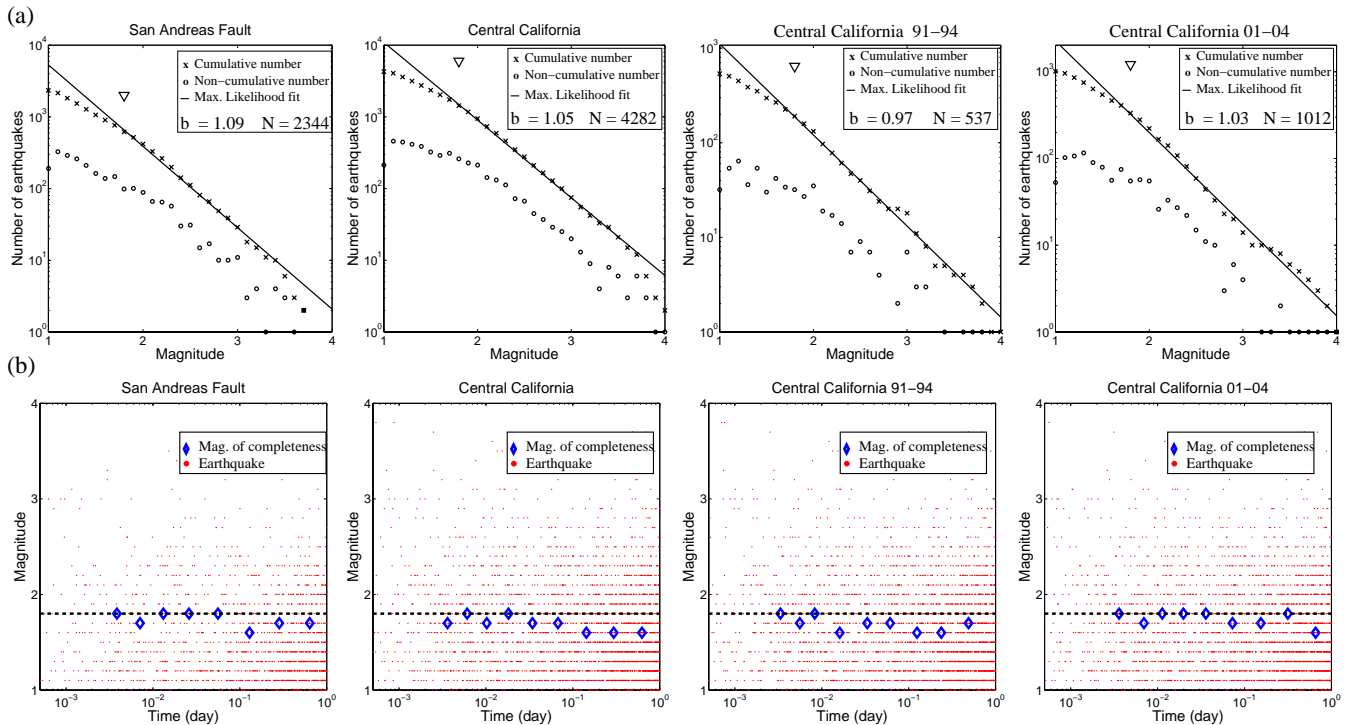 (a)
San Andreas Fault
Central California
Central California 91−94
Central California 01−04
x Cumulative number
o Non−cumulative number
— Max. Likelihood fit
b = 1.09 N = 2344
x Cumulative number
o Non−cumulative number
— Max. Likelihood fit
b = 1.05 N = 4282
x Cumulative number
o Non−cumulative number
— Max. Likelihood fit
b = 0.97 N = 537
x Cumulative number
o Non−cumulative number
— Max. Likelihood fit
b = 1.03 N = 1012
Number of earthquakes
10^4
10^3
10^2
10^1
10^0
1 2 3 4
Magnitude
Number of earthquakes
10^4
10^3
10^2
10^1
10^0
1 2 3 4
Magnitude
Number of earthquakes
10^3
10^2
10^1
10^0
1 2 3 4
Magnitude
Number of earthquakes
10^3
10^2
10^1
10^0
1 2 3 4
Magnitude
(b)
San Andreas Fault
Central California
Central California 91−94
Central California 01−04
Mag. of completeness
Earthquake
Mag. of completeness
Earthquake
Mag. of completeness
Earthquake
Mag. of completeness
Earthquake
Magnitude
4
3
2
1
10^−3 10^−2 10^−1 10^0
Time (day)
Magnitude
4
3
2
1
10^−3 10^−2 10^−1 10^0
Time (day)
Magnitude
4
3
2
1
10^−3 10^−2 10^−1 10^0
Time (day)
Magnitude
4
3
2
1
10^−3 10^−2 10^−1 10^0
Time (day)